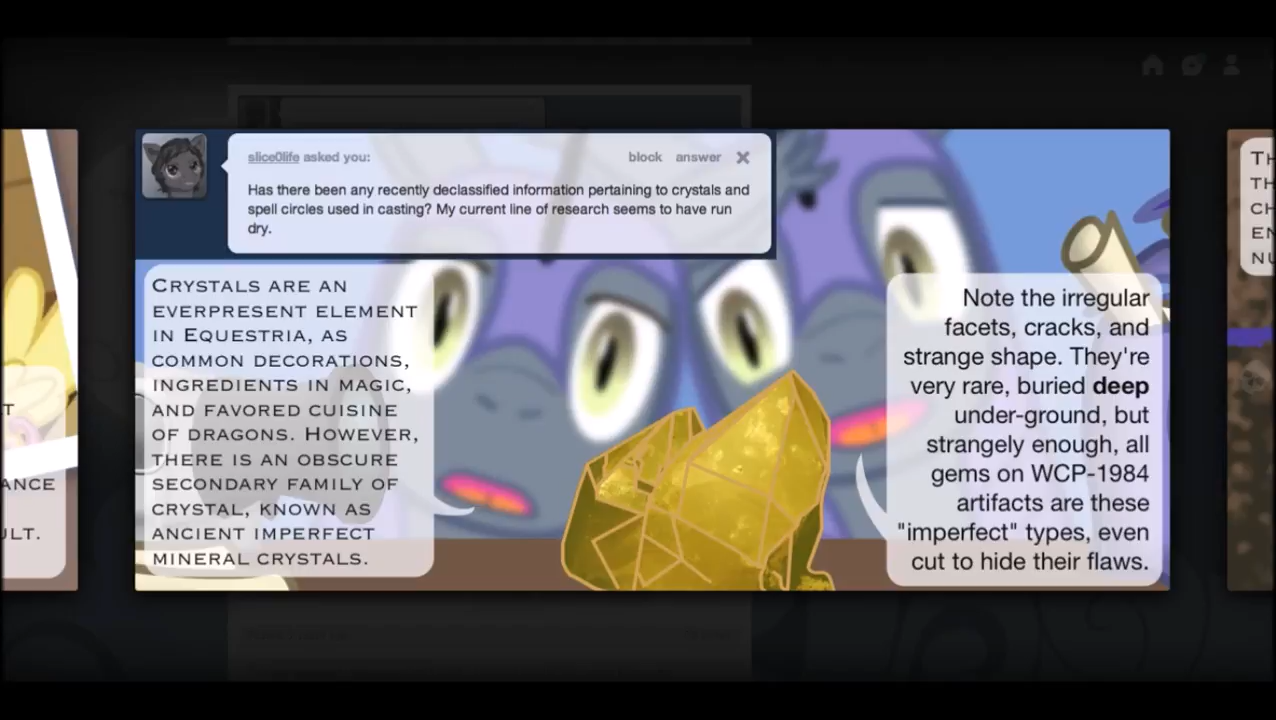 slice0life asked you:
block answer
Has there been any recently declassified information pertaining to crystals and
spell circles used in casting? My current line of research seems to have run
dry.
CRYSTALS ARE AN
EVERPRESENT ELEMENT
IN EQUESTRIA, AS
COMMON DECORATIONS,
INGREDIENTS IN MAGIC,
AND FAVORED CUISINE
OF DRAGONS. HOWEVER,
THERE IS AN OBSCURE
SECONDARY FAMILY OF
CRYSTAL, KNOWN AS
ANCIENT IMPERFECT
MINERAL CRYSTALS.
Note the irregular
facets, cracks, and
strange shape. They're
very rare, buried deep
under-ground, but
strangely enough, all
gems on WCP-1984
artifacts are these
"imperfect" types, even
cut to hide their flaws.